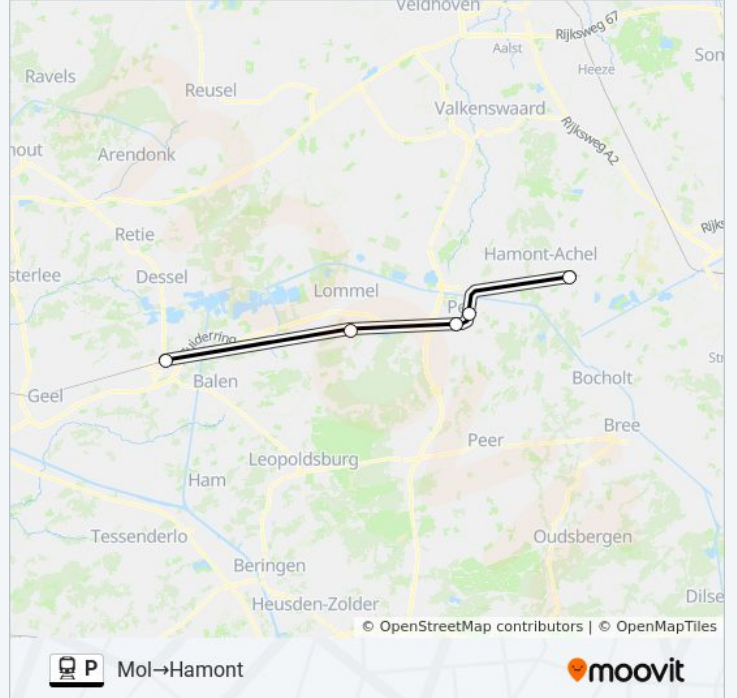 Veldhoven
Rijksweg 67
Aalst
Som
Ravels
Heeze
Reusel
Valkenswaard
Rijksweg A2
hout
Arendonk
Rijks
Retie
Hamont-Achel
sterlee
Dessel
Lommel
Pe
uiderring
Str
Balen
Bocholt
Geel
Bree
Peer
Leopoldsburg
Ham
Tessenderlo
Oudsbergen
Beringen
Dilse
Heusden-Zolder
© OpenStreetMap contributors | © OpenMapTiles
P Mol→Hamont
moovit